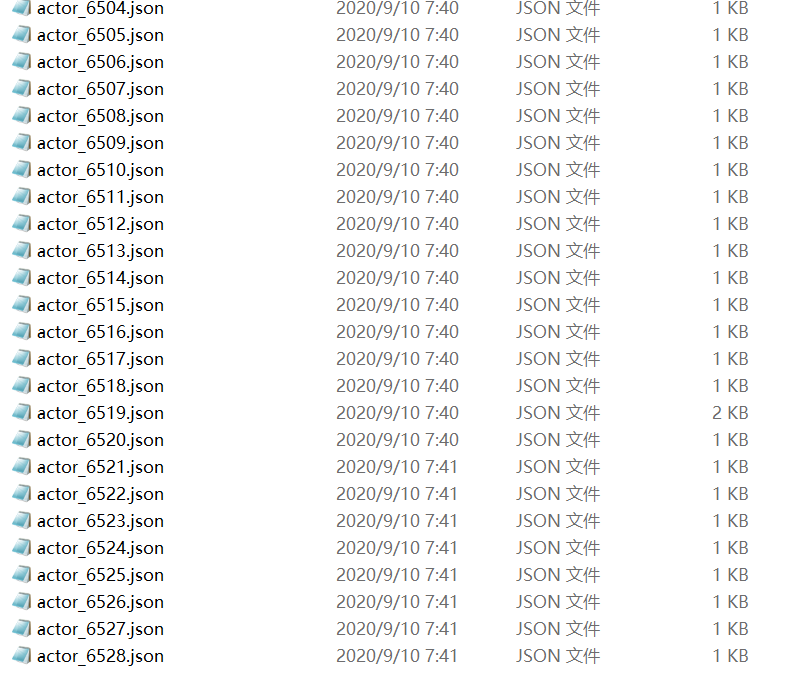 actor_6504.json 2020/9/10 7:40 JSON 文件 1 KB
actor_6505.json 2020/9/10 7:40 JSON 文件 1 KB
actor_6506.json 2020/9/10 7:40 JSON 文件 1 KB
actor_6507.json 2020/9/10 7:40 JSON 文件 1 KB
actor_6508.json 2020/9/10 7:40 JSON 文件 1 KB
actor_6509.json 2020/9/10 7:40 JSON 文件 1 KB
actor_6510.json 2020/9/10 7:40 JSON 文件 1 KB
actor_6511.json 2020/9/10 7:40 JSON 文件 1 KB
actor_6512.json 2020/9/10 7:40 JSON 文件 1 KB
actor_6513.json 2020/9/10 7:40 JSON 文件 1 KB
actor_6514.json 2020/9/10 7:40 JSON 文件 1 KB
actor_6515.json 2020/9/10 7:40 JSON 文件 1 KB
actor_6516.json 2020/9/10 7:40 JSON 文件 1 KB
actor_6517.json 2020/9/10 7:40 JSON 文件 1 KB
actor_6518.json 2020/9/10 7:40 JSON 文件 1 KB
actor_6519.json 2020/9/10 7:40 JSON 文件 2 KB
actor_6520.json 2020/9/10 7:40 JSON 文件 1 KB
actor_6521.json 2020/9/10 7:41 JSON 文件 1 KB
actor_6522.json 2020/9/10 7:41 JSON 文件 1 KB
actor_6523.json 2020/9/10 7:41 JSON 文件 1 KB
actor_6524.json 2020/9/10 7:41 JSON 文件 1 KB
actor_6525.json 2020/9/10 7:41 JSON 文件 1 KB
actor_6526.json 2020/9/10 7:41 JSON 文件 1 KB
actor_6527.json 2020/9/10 7:41 JSON 文件 1 KB
actor_6528.json 2020/9/10 7:41 JSON 文件 1 KB